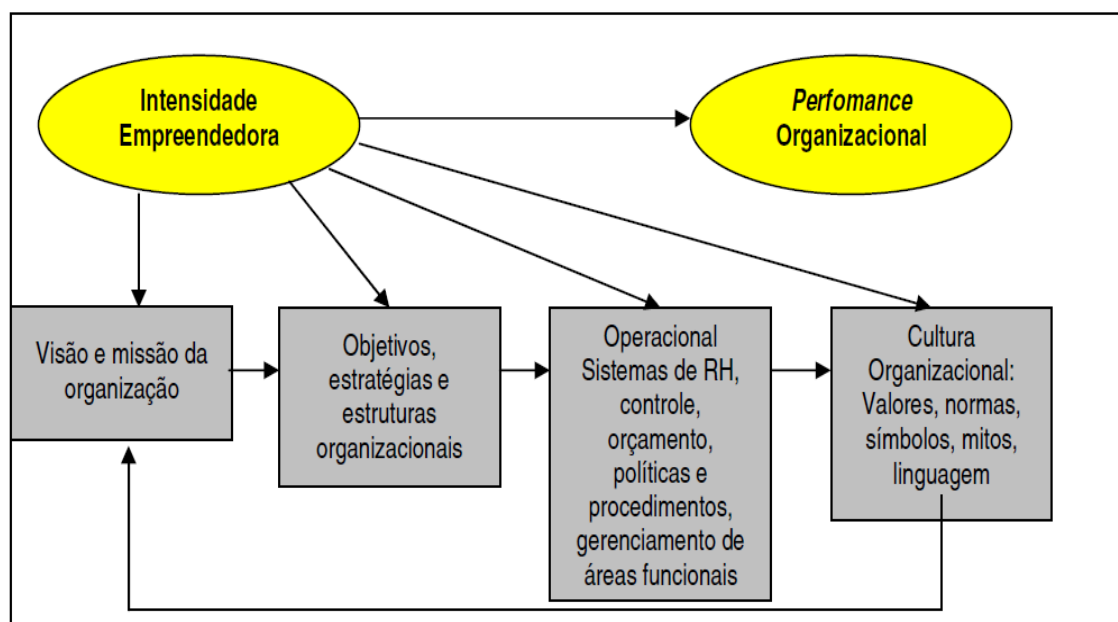 Intensidade
Empreendedora
Perfomance
Organizacional
Visão e missão da
organização
Objetivos,
estratégias e
estruturas
organizacionais
Operacional
Sistemas de RH,
controle,
orçamento,
políticas e
procedimentos,
gerenciamento de
áreas funcionais
Cultura
Organizacional:
Valores, normas,
símbolos, mitos,
linguagem